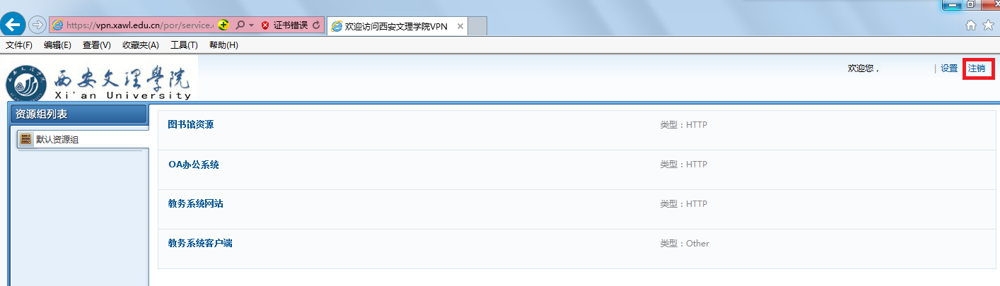 https://vpn.xawl.edu.cn/por/service.
证书错误
欢迎访问西安文理学院VPN
文件(F) 编辑(E) 查看(V) 收藏夹(A) 工具(T) 帮助(H)
西安文理學院
Xi'an University
欢迎您， | 设置 注销
资源组列表
默认资源组
图书馆资源 类型：HTTP
OA办公系统 类型：HTTP
教务系统网站 类型：HTTP
教务系统客户端 类型：Other